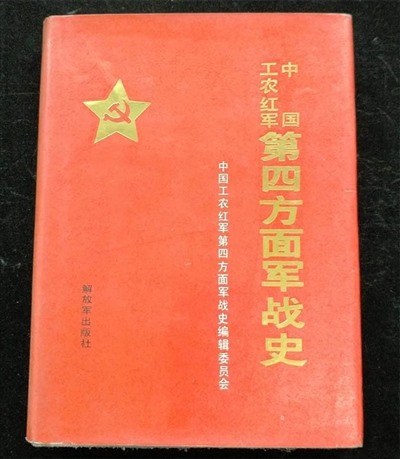 中国
工农红军
第四方面军战史
中国工农红军第四方面军战史编辑委员会
解放军出版社